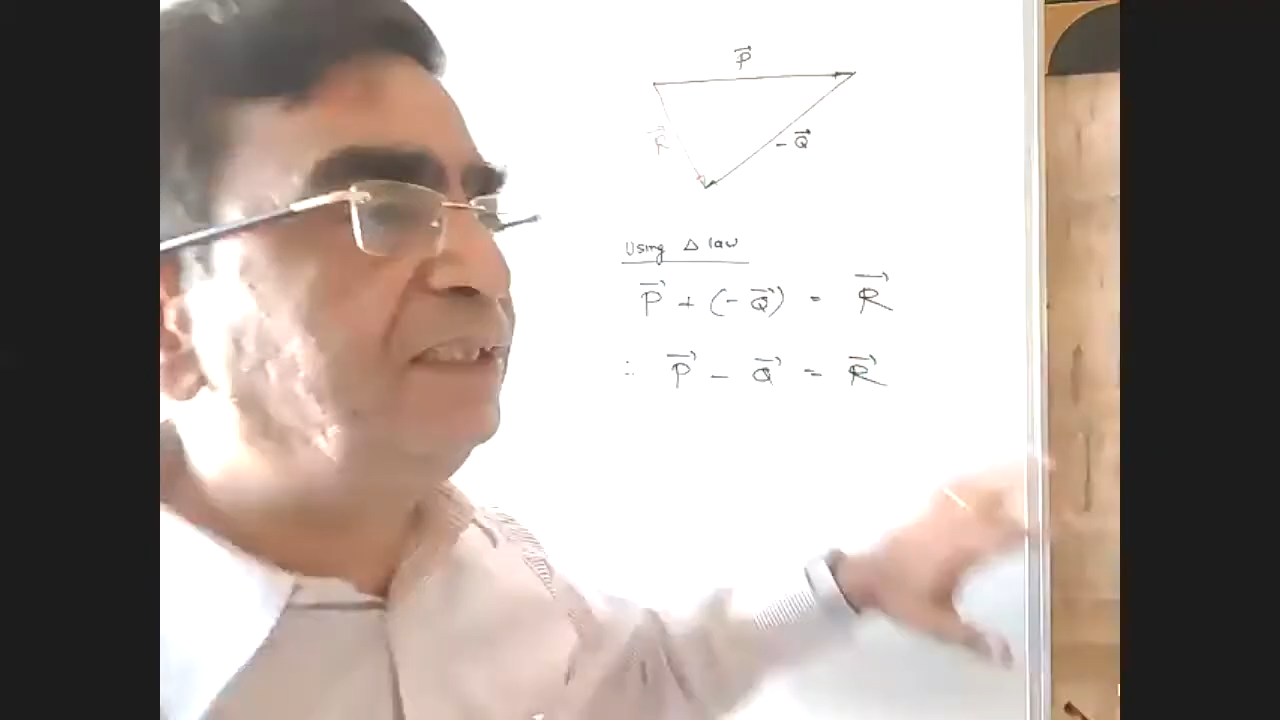 P⃗
R⃗
- Q⃗
Using Δ law
P⃗ + (- Q⃗) = R⃗
∴ P⃗ - Q⃗ = R⃗